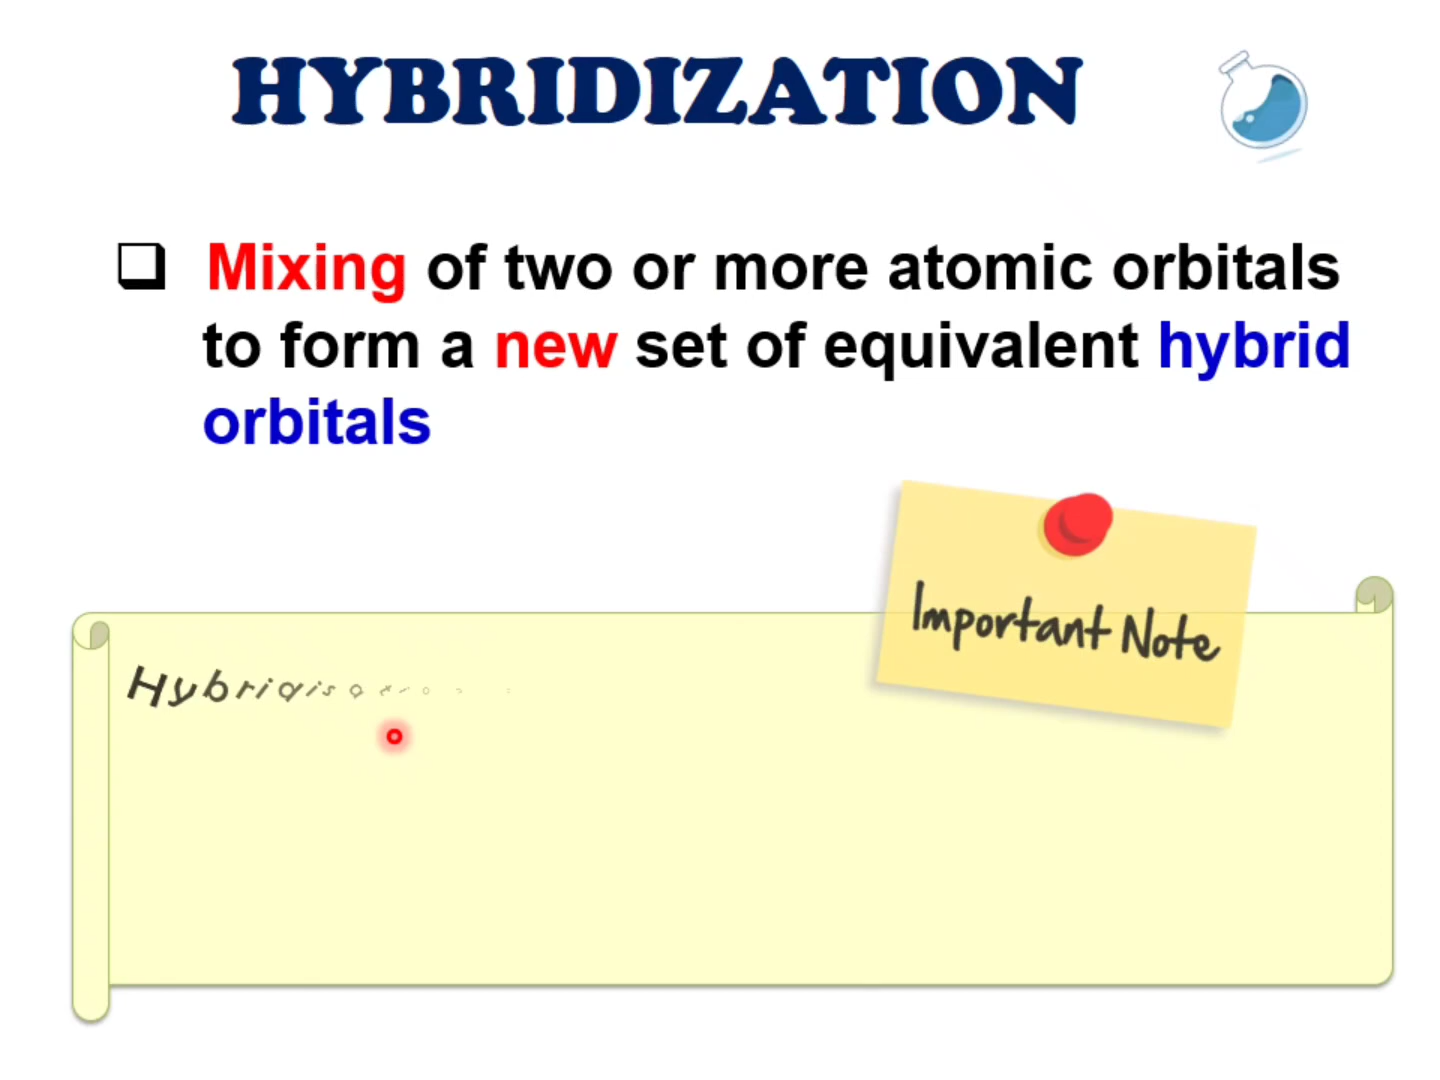 HYBRIDIZATION
❑ Mixing of two or more atomic orbitals
to form a new set of equivalent hybrid
orbitals
Important Note